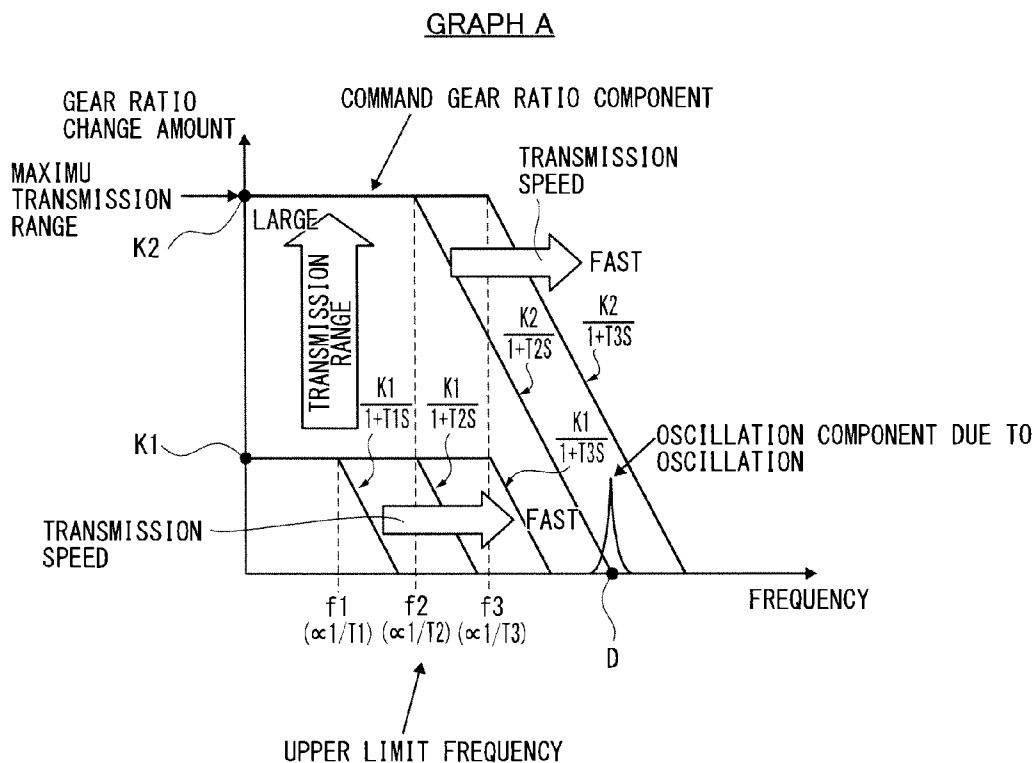 GRAPH A
GEAR RATIO
CHANGE AMOUNT
COMMAND GEAR RATIO COMPONENT
MAXIMU
TRANSMISSION
RANGE
TRANSMISSION
SPEED
K2
LARGE
FAST
TRANSMISSION
RANGE
K2
1+T2S
K2
1+T3S
K1
1+T1S
K1
1+T2S
K1
1+T3S
K1
OSCILLATION COMPONENT DUE TO
OSCILLATION
TRANSMISSION
SPEED
FAST
FREQUENCY
f1 f2 f3
(∝1/T1) (∝1/T2) (∝1/T3)
D
UPPER LIMIT FREQUENCY